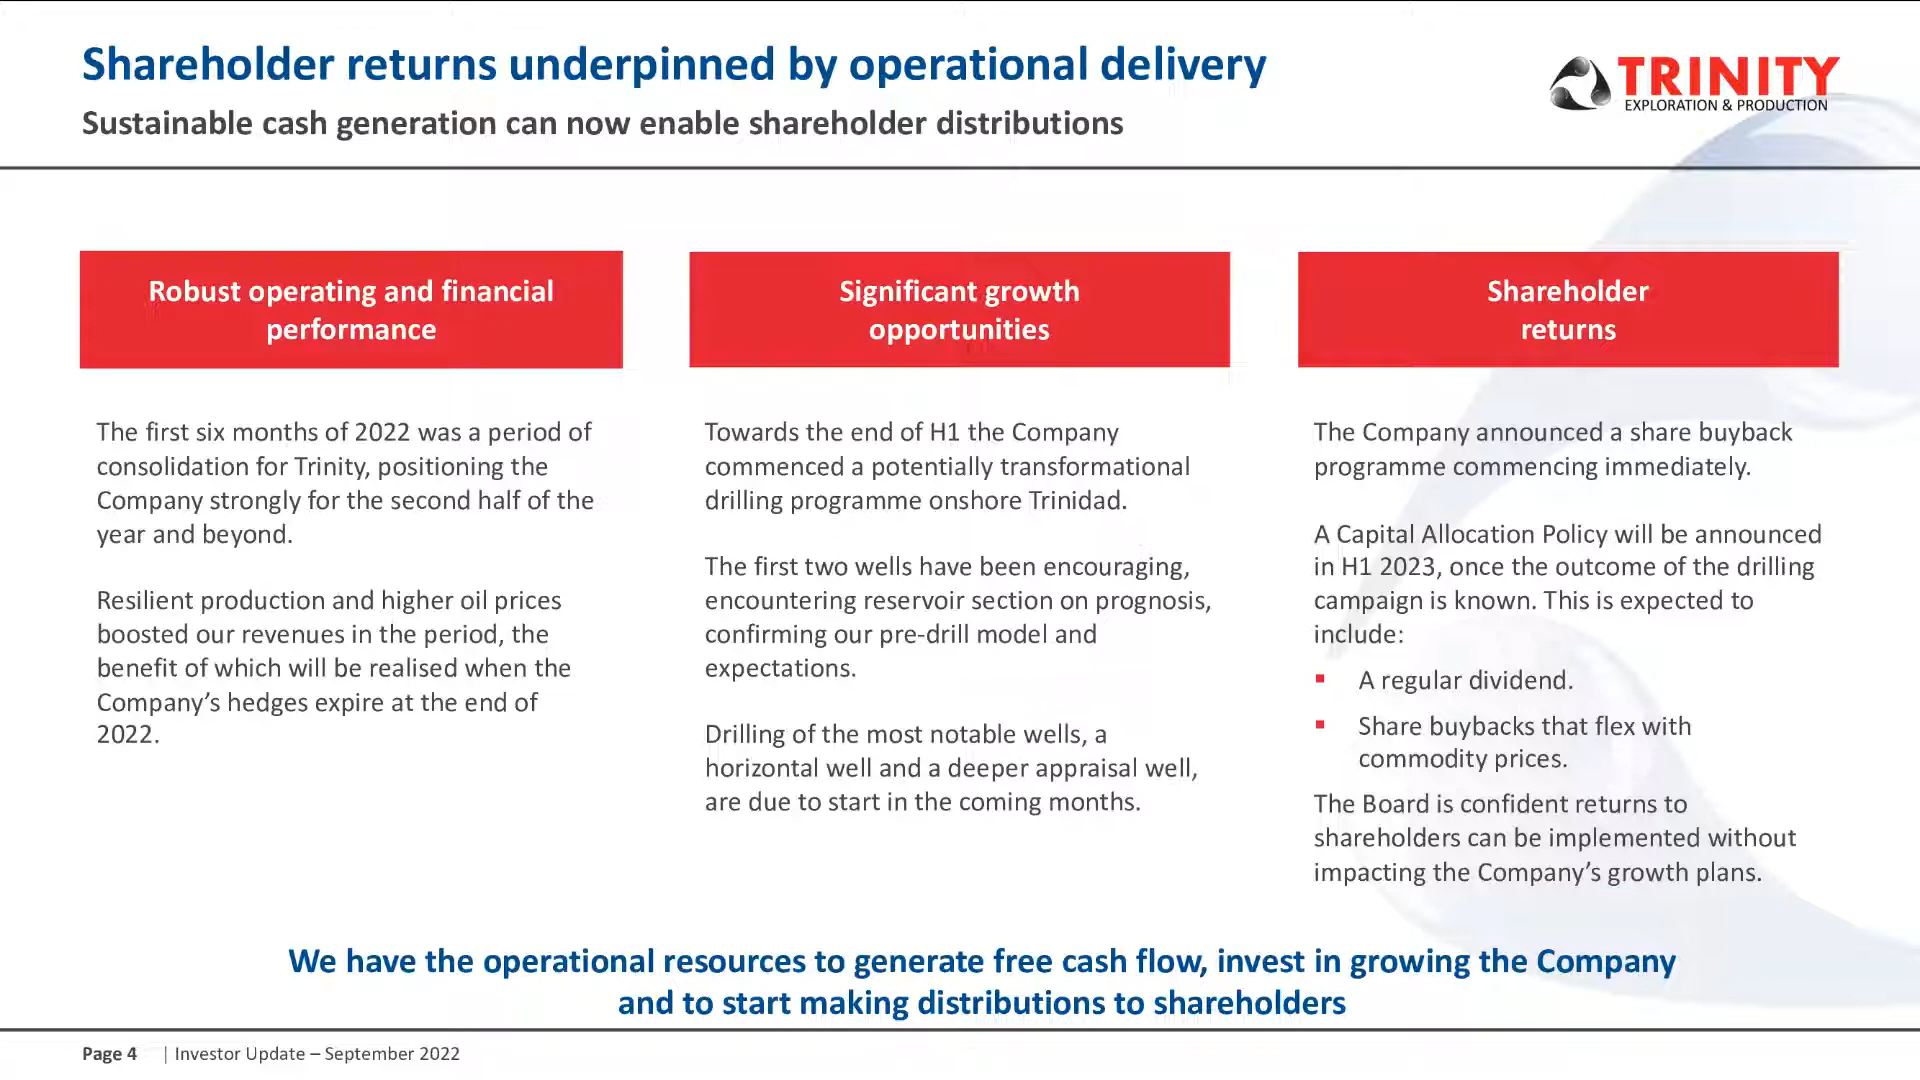 Shareholder returns underpinned by operational delivery
Sustainable cash generation can now enable shareholder distributions
TRINITY
EXPLORATION & PRODUCTION
Robust operating and financial
performance
The first six months of 2022 was a period of
consolidation for Trinity, positioning the
Company strongly for the second half of the
year and beyond.
Resilient production and higher oil prices
boosted our revenues in the period, the
benefit of which will be realised when the
Company’s hedges expire at the end of
2022.
Significant growth
opportunities
Towards the end of H1 the Company
commenced a potentially transformational
drilling programme onshore Trinidad.
The first two wells have been encouraging,
encountering reservoir section on prognosis,
confirming our pre-drill model and
expectations.
Drilling of the most notable wells, a
horizontal well and a deeper appraisal well,
are due to start in the coming months.
Shareholder
returns
The Company announced a share buyback
programme commencing immediately.
A Capital Allocation Policy will be announced
in H1 2023, once the outcome of the drilling
campaign is known. This is expected to
include:
▪ A regular dividend.
▪ Share buybacks that flex with
commodity prices.
The Board is confident returns to
shareholders can be implemented without
impacting the Company’s growth plans.
We have the operational resources to generate free cash flow, invest in growing the Company
and to start making distributions to shareholders
Page 4 | Investor Update – September 2022